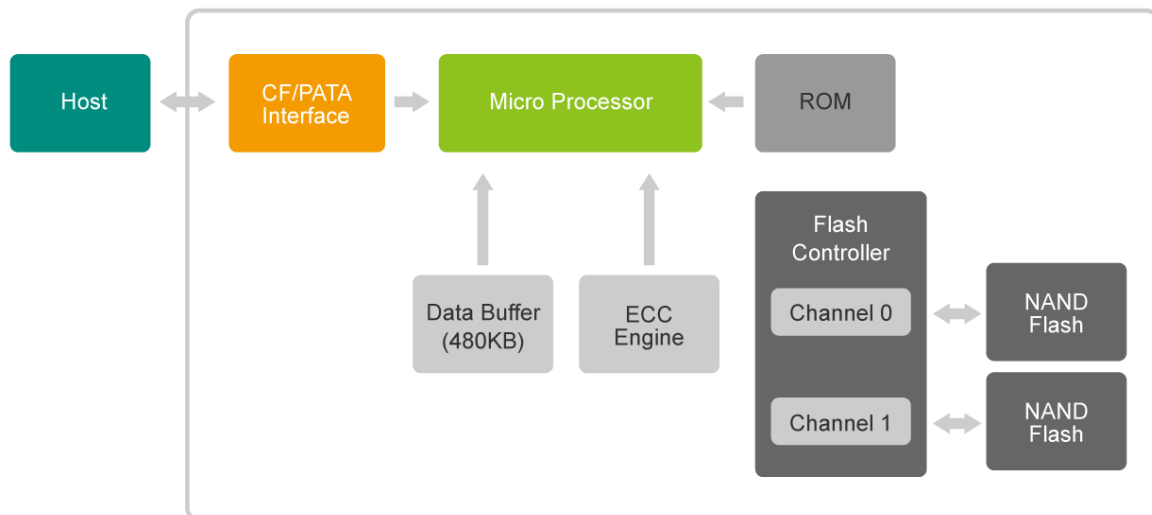 Host
CF/PATA
Interface
Micro Processor
ROM
Data Buffer
(480KB)
ECC
Engine
Flash
Controller
Channel 0
NAND
Flash
Channel 1
NAND
Flash